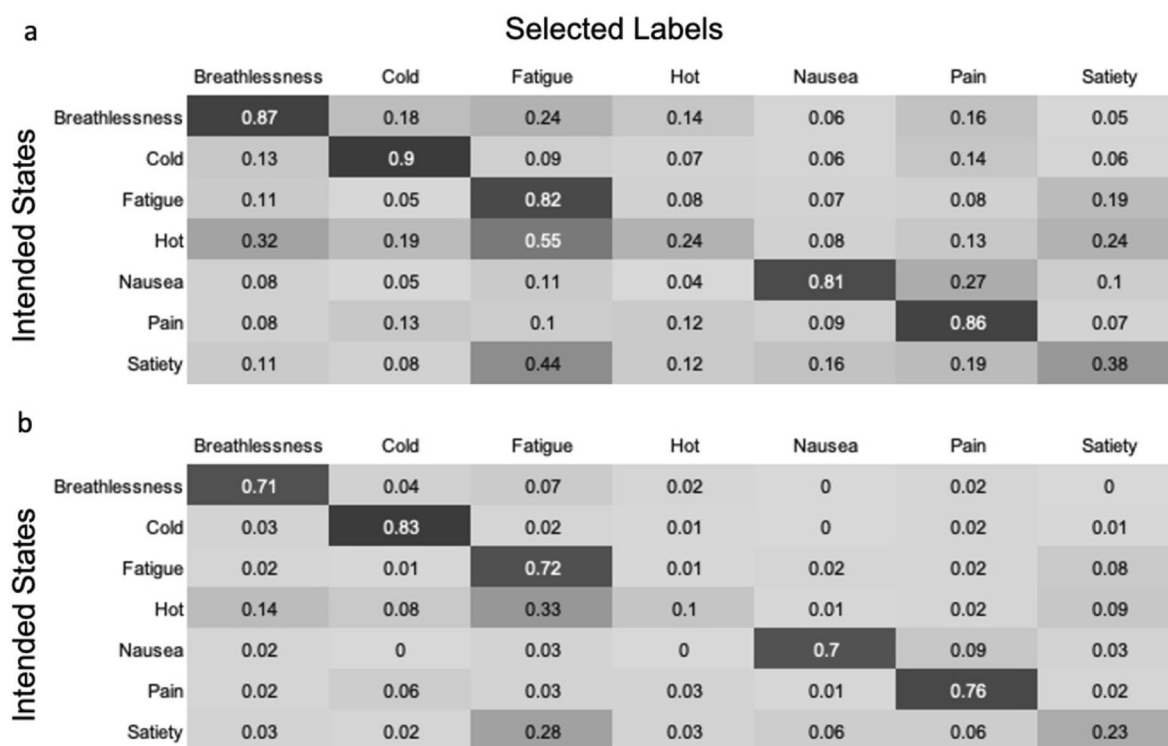 a
Selected Labels
Breathlessness Cold Fatigue Hot Nausea Pain Satiety
Intended States
Breathlessness 0.87 0.18 0.24 0.14 0.06 0.16 0.05
Cold 0.13 0.9 0.09 0.07 0.06 0.14 0.06
Fatigue 0.11 0.05 0.82 0.08 0.07 0.08 0.19
Hot 0.32 0.19 0.55 0.24 0.08 0.13 0.24
Nausea 0.08 0.05 0.11 0.04 0.81 0.27 0.1
Pain 0.08 0.13 0.1 0.12 0.09 0.86 0.07
Satiety 0.11 0.08 0.44 0.12 0.16 0.19 0.38
b
Breathlessness Cold Fatigue Hot Nausea Pain Satiety
Intended States
Breathlessness 0.71 0.04 0.07 0.02 0 0.02 0
Cold 0.03 0.83 0.02 0.01 0 0.02 0.01
Fatigue 0.02 0.01 0.72 0.01 0.02 0.02 0.08
Hot 0.14 0.08 0.33 0.1 0.01 0.02 0.09
Nausea 0.02 0 0.03 0 0.7 0.09 0.03
Pain 0.02 0.06 0.03 0.03 0.01 0.76 0.02
Satiety 0.03 0.02 0.28 0.03 0.06 0.06 0.23